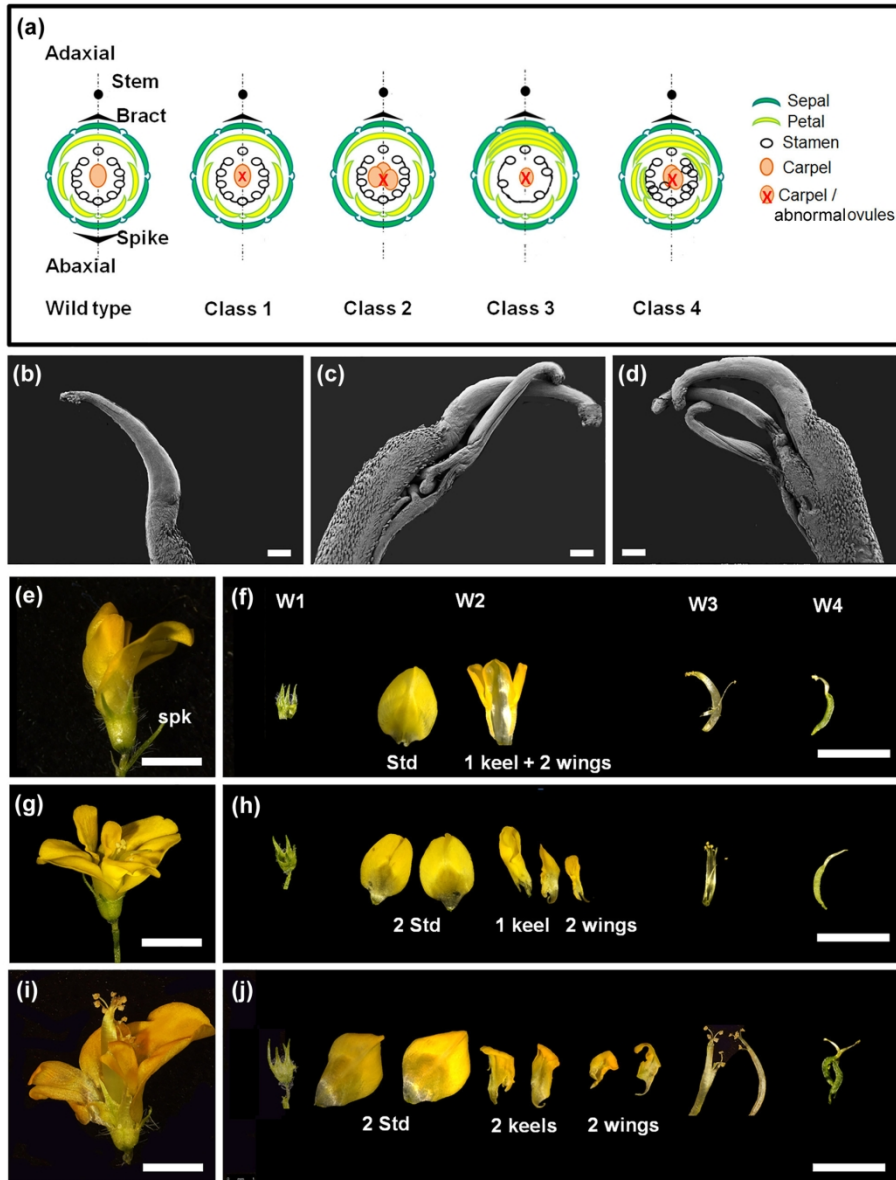 (a)
Adaxial
Stem
Bract
Spike
Abaxial
Wild type
Class 1
Class 2
Class 3
Class 4
X
X
X
X
Sepal
Petal
Stamen
Carpel
X Carpel /
abnormal ovules
(b)
(c)
(d)
(e)
spk
(f)
W1
W2
W3
W4
Std
1 keel + 2 wings
(g)
(h)
2 Std
1 keel
2 wings
(i)
(j)
2 Std
2 keels
2 wings